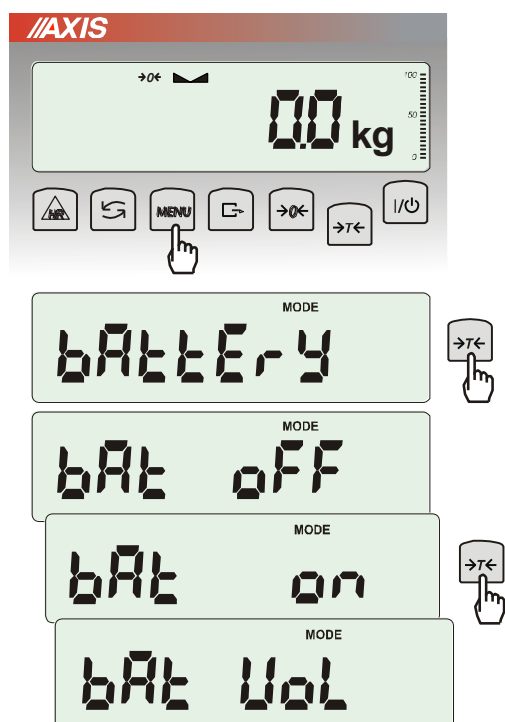 //AXIS
→0←
100
50
0
0.0 kg
HR MENU →0← →T← I/⏻
MODE
bAttErY →T←
MODE
bAt oFF
MODE
bAt on →T←
MODE
bAt UoL